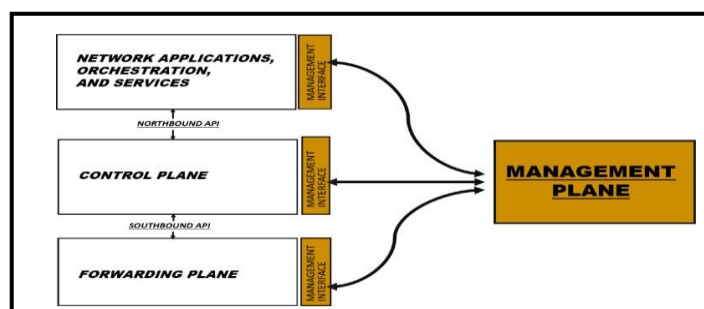 NETWORK APPLICATIONS,
ORCHESTRATION,
AND SERVICES
MANAGEMENT
INTERFACE
NORTHBOUND API
CONTROL PLANE
MANAGEMENT
INTERFACE
MANAGEMENT
PLANE
SOUTHBOUND API
FORWARDING PLANE
MANAGEMENT
INTERFACE